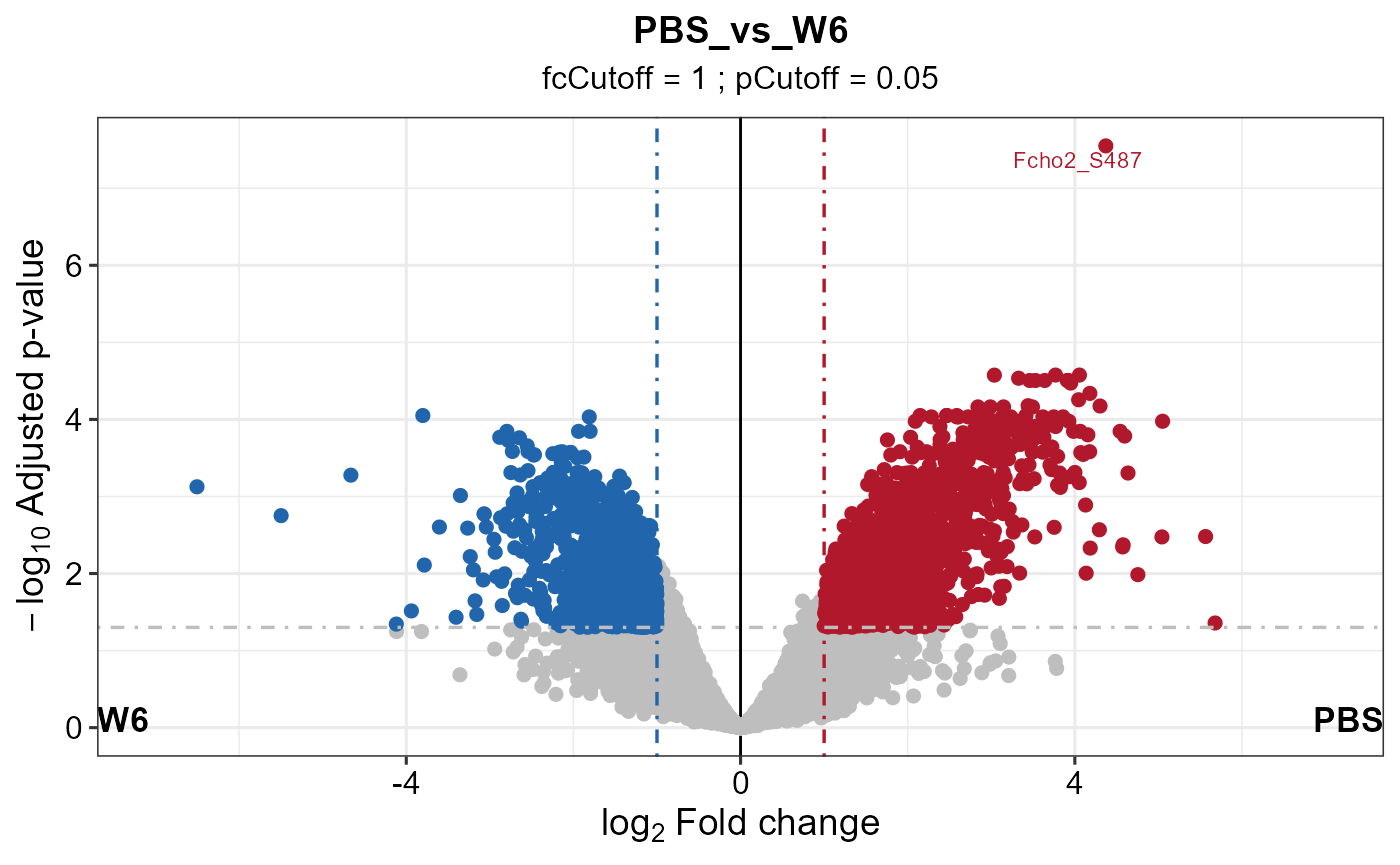 PBS_vs_W6
fcCutoff = 1 ; pCutoff = 0.05
Fcho2_S487
− log10 Adjusted p-value
6
4
2
0
W6
PBS
-4
0
4
log2 Fold change